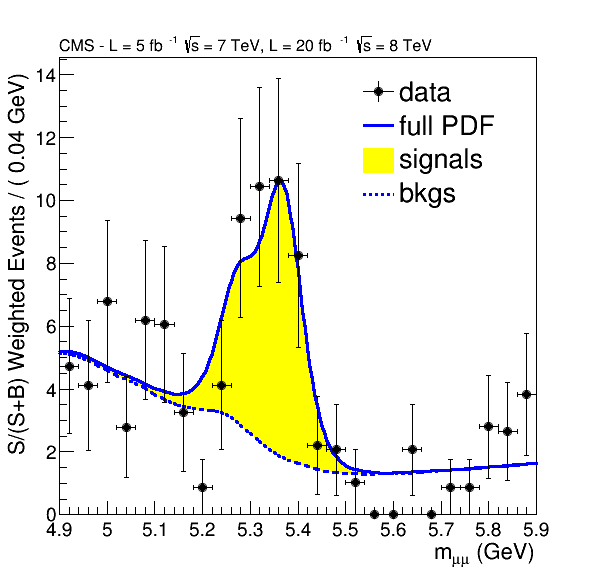 CMS - L = 5 fb⁻¹ √s = 7 TeV, L = 20 fb⁻¹ √s = 8 TeV
S/(S+B) Weighted Events / ( 0.04 GeV)
14
12
10
8
6
4
2
0
data
full PDF
signals
bkgs
4.9 5 5.1 5.2 5.3 5.4 5.5 5.6 5.7 5.8 5.9
m_μμ (GeV)